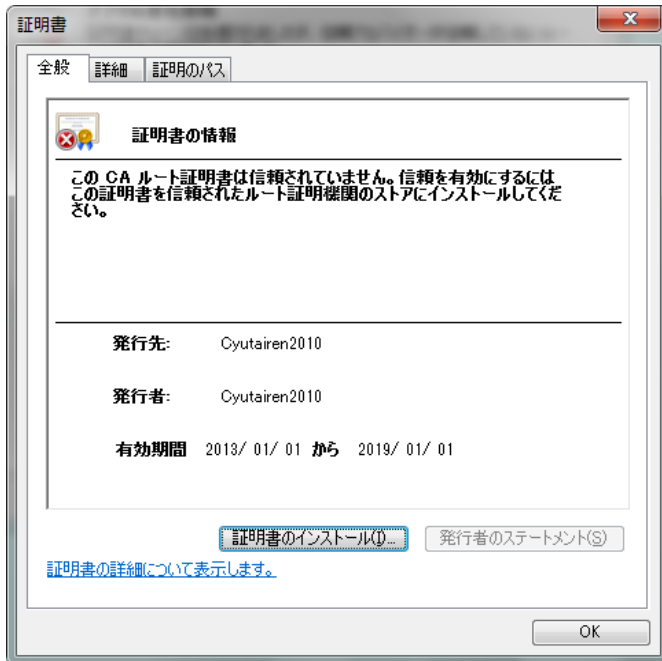 証明書
全般
詳細
証明のパス
証明書の情報
この CA ルート証明書は信頼されていません。信頼を有効にするには
この証明書を信頼されたルート証明機関のストアにインストールしてくだ
さい。
発行先: Cyutairen2010
発行者: Cyutairen2010
有効期間 2013/ 01/ 01 から 2019/ 01/ 01
証明書のインストール(I)...
発行者のステートメント(S)
証明書の詳細について表示します。
OK